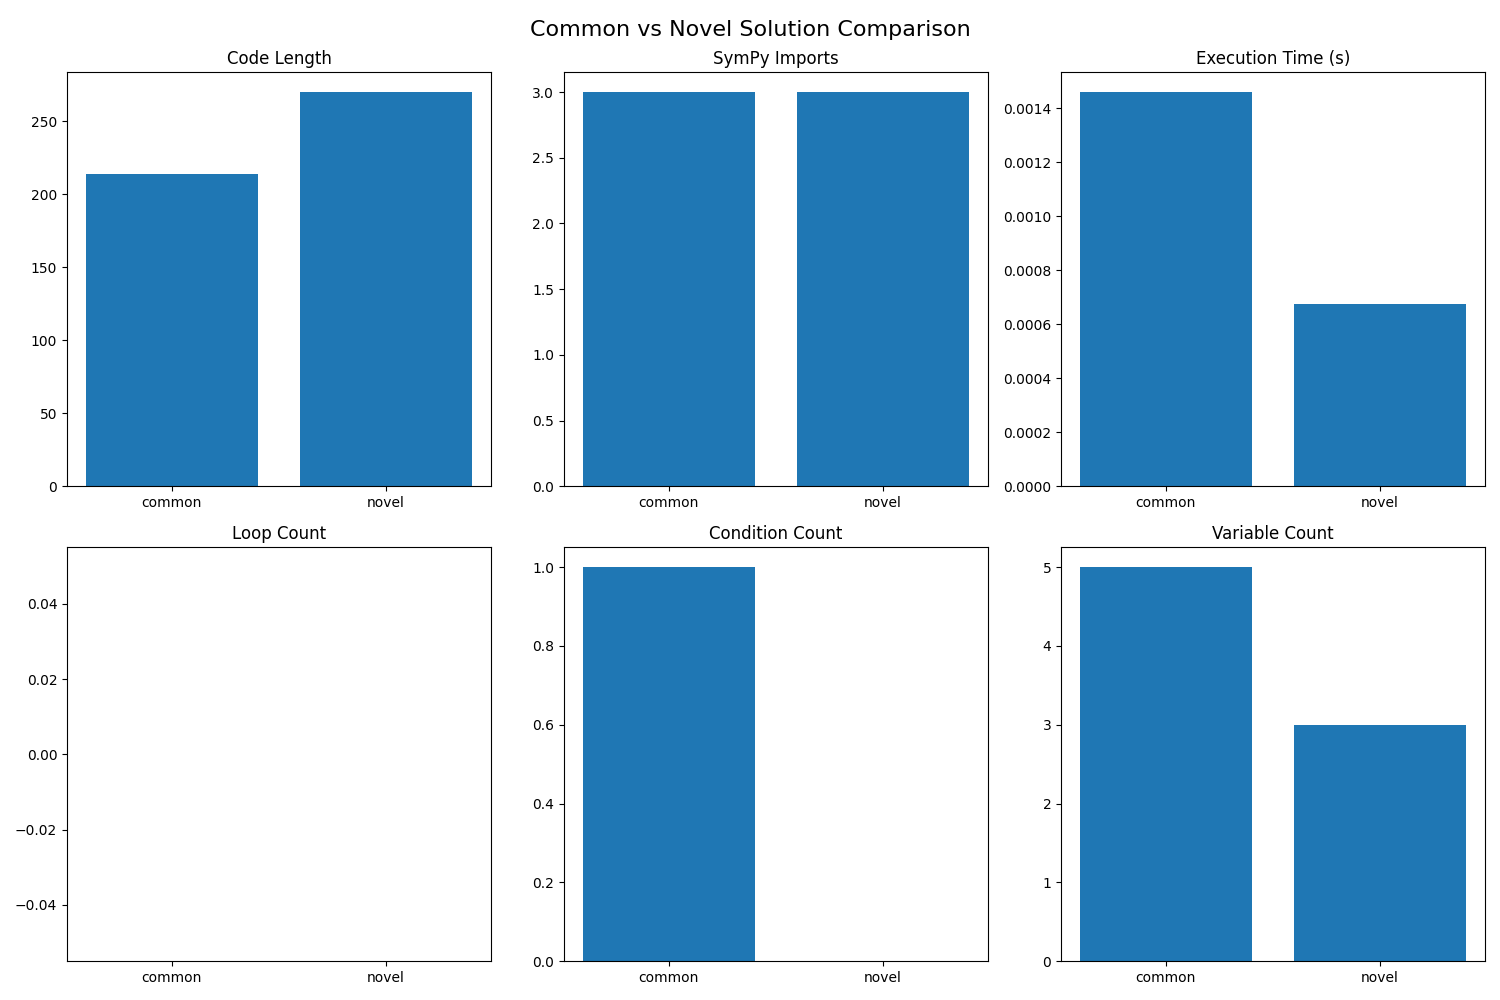 Common vs Novel Solution Comparison
Code Length
250
200
150
100
50
0
common novel
SymPy Imports
3.0
2.5
2.0
1.5
1.0
0.5
0.0
common novel
Execution Time (s)
0.0014
0.0012
0.0010
0.0008
0.0006
0.0004
0.0002
0.0000
common novel
Loop Count
0.04
0.02
0.00
−0.02
−0.04
common novel
Condition Count
1.0
0.8
0.6
0.4
0.2
0.0
common novel
Variable Count
5
4
3
2
1
0
common novel